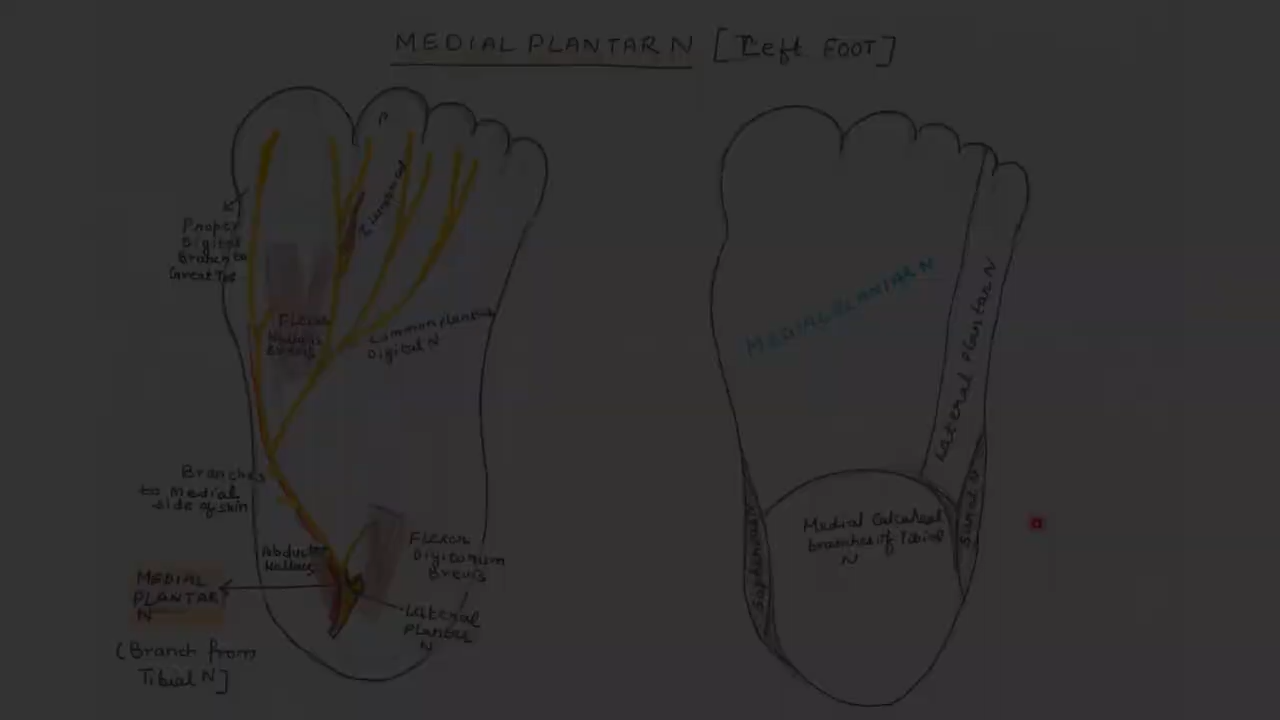 MEDIAL PLANTAR N [Left FOOT]
P
Lumbrical
Proper
Digital
Branch to
Great Toe
Flexor
Hallucis
Brevis
Common Plantar
Digital N
Branches
to Medial
side of skin
Abductor
Hallucis
Flexor
Digitorum
Brevis
MEDIAL
PLANTAR
N
Lateral
Plantar
N
(Branch from
Tibial N]
MEDIAL PLANTAR N
Lateral Plantar N
Medial Calcaneal
branches of Tibial
N
Saphenous
Sural N